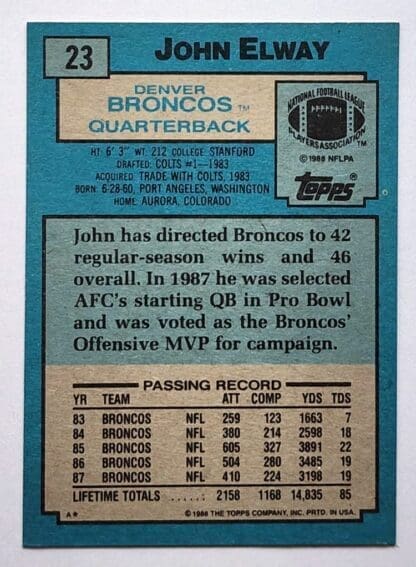 23
JOHN ELWAY
DENVER
BRONCOS TM
QUARTERBACK
NATIONAL FOOTBALL LEAGUE
PLAYERS ASSOCIATION TM
© 1988 NFLPA
topps®
HT: 6' 3" WT: 212 COLLEGE: STANFORD
DRAFTED: COLTS #1—1983
ACQUIRED: TRADE WITH COLTS, 1983
BORN: 6-28-60, PORT ANGELES, WASHINGTON
HOME: AURORA, COLORADO
John has directed Broncos to 42
regular-season wins and 46
overall. In 1987 he was selected
AFC's starting QB in Pro Bowl
and was voted as the Broncos'
Offensive MVP for campaign.
PASSING RECORD
YR TEAM ATT COMP YDS TDS
83 BRONCOS NFL 259 123 1663 7
84 BRONCOS NFL 380 214 2598 18
85 BRONCOS NFL 605 327 3891 22
86 BRONCOS NFL 504 280 3485 19
87 BRONCOS NFL 410 224 3198 19
LIFETIME TOTALS ...... 2158 1168 14,835 85
A* © 1988 THE TOPPS COMPANY, INC. PRTD. IN U.S.A.